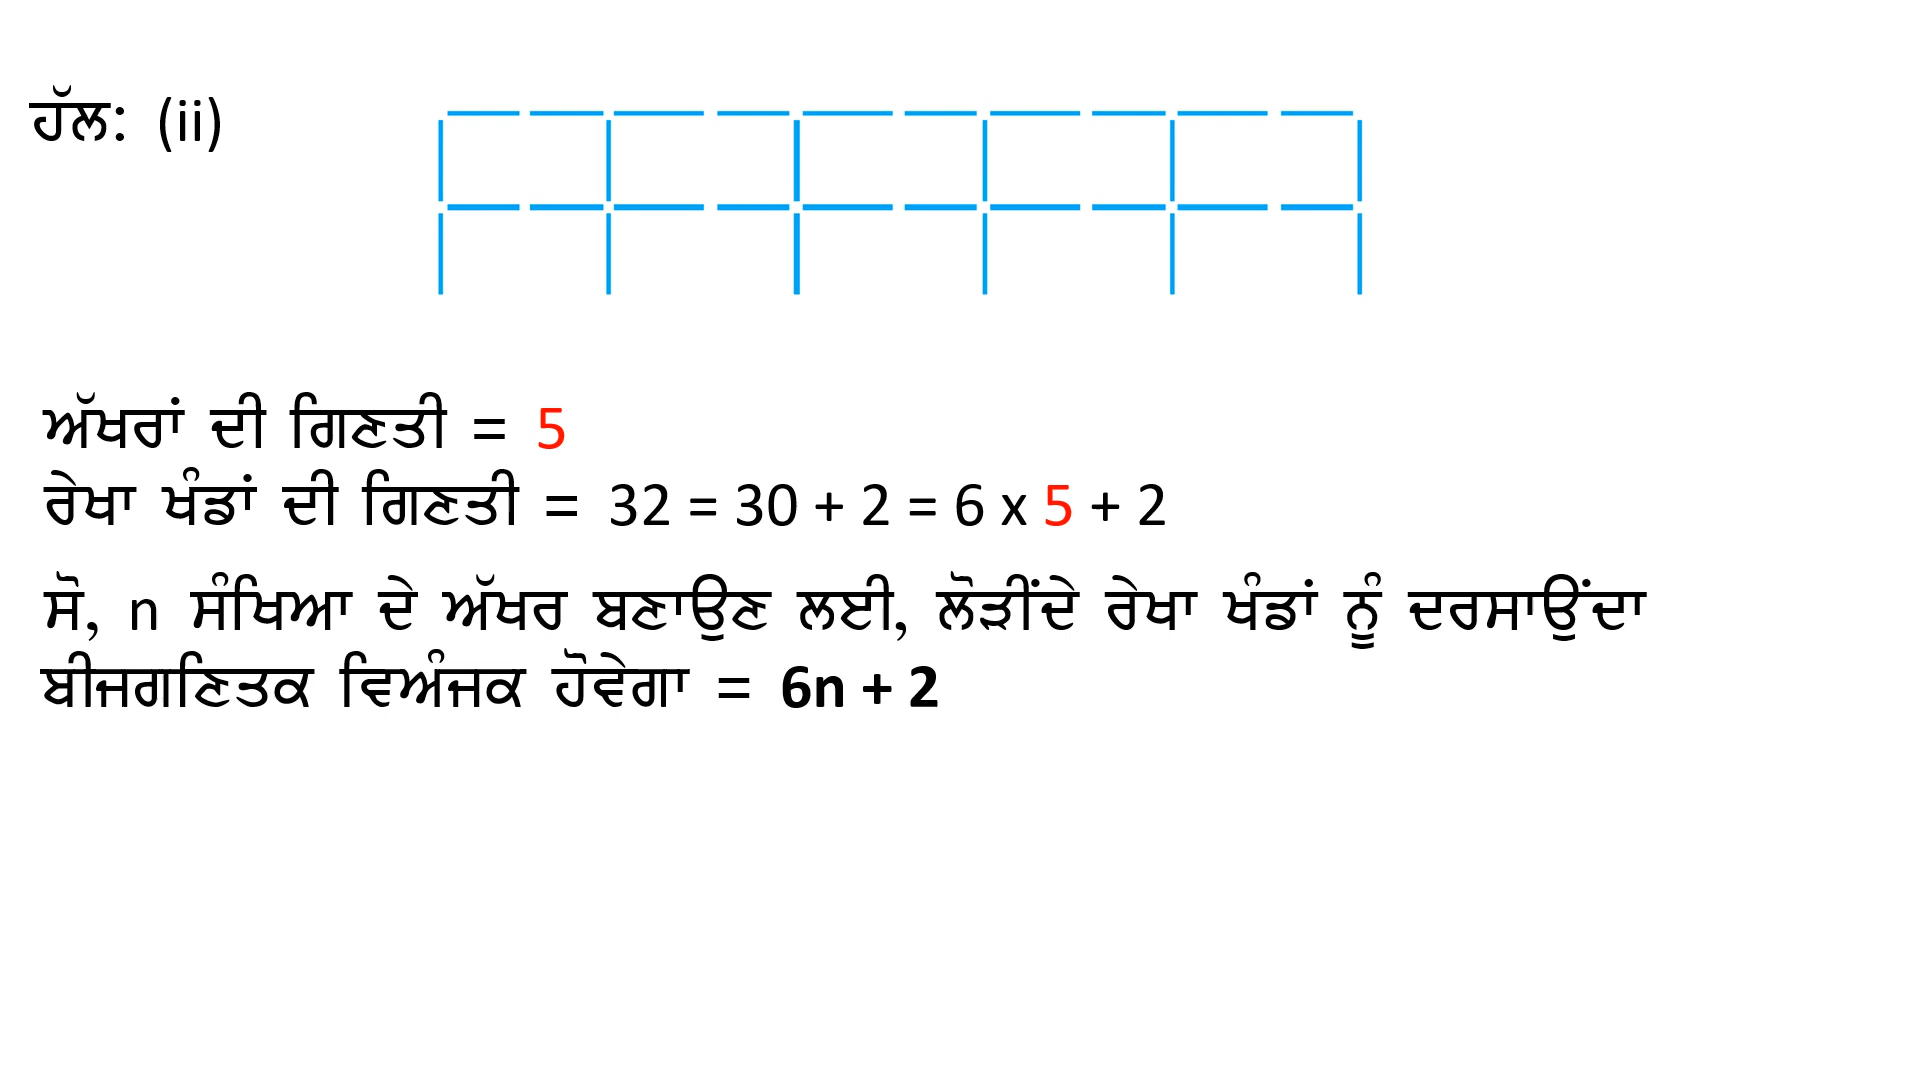 ਹੱਲ: (ii)
ਅੱਖਰਾਂ ਦੀ ਗਿਣਤੀ = 5
ਰੇਖਾ ਖੰਡਾਂ ਦੀ ਗਿਣਤੀ = 32 = 30 + 2 = 6 x 5 + 2
ਸੋ, n ਸੰਖਿਆ ਦੇ ਅੱਖਰ ਬਣਾਉਣ ਲਈ, ਲੋੜੀਂਦੇ ਰੇਖਾ ਖੰਡਾਂ ਨੂੰ ਦਰਸਾਉਂਦਾ
ਬੀਜਗਣਿਤਕ ਵਿਅੰਜਕ ਹੋਵੇਗਾ = 6n + 2